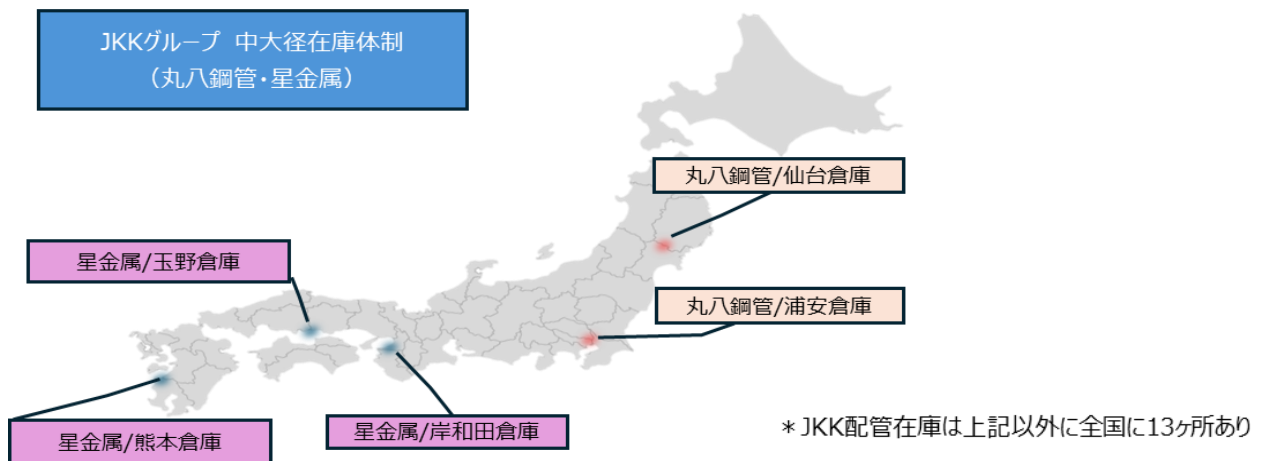 JKKグループ 中大径在庫体制
（丸八鋼管・星金属）
丸八鋼管/仙台倉庫
星金属/玉野倉庫
丸八鋼管/浦安倉庫
星金属/岸和田倉庫
星金属/熊本倉庫
＊JKK配管在庫は上記以外に全国に13ヶ所あり